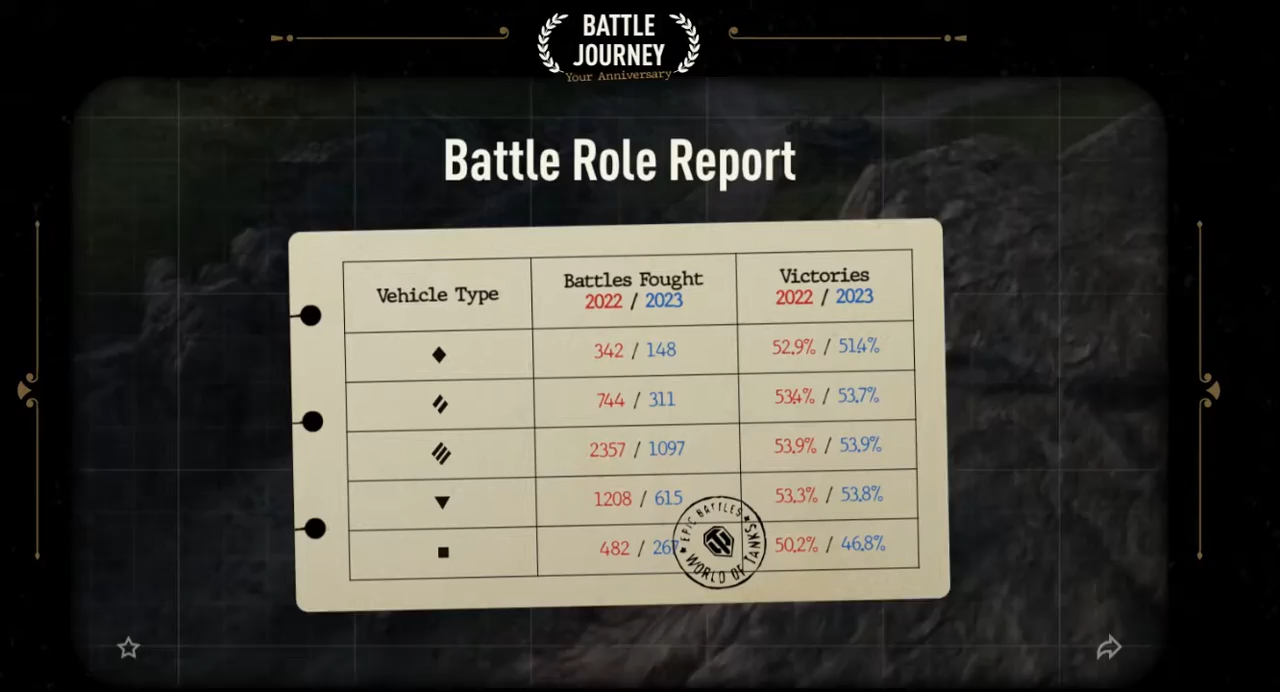 BATTLE
JOURNEY
Your Anniversary
Battle Role Report
Vehicle Type
Battles Fought
2022 / 2023
Victories
2022 / 2023
342 / 148
52.9% / 51.4%
744 / 311
53.4% / 53.7%
2357 / 1097
53.9% / 53.9%
1208 / 615
53.3% / 53.8%
482 / 267
50.2% / 46.8%
EPIC BATTLES
WORLD OF TANKS